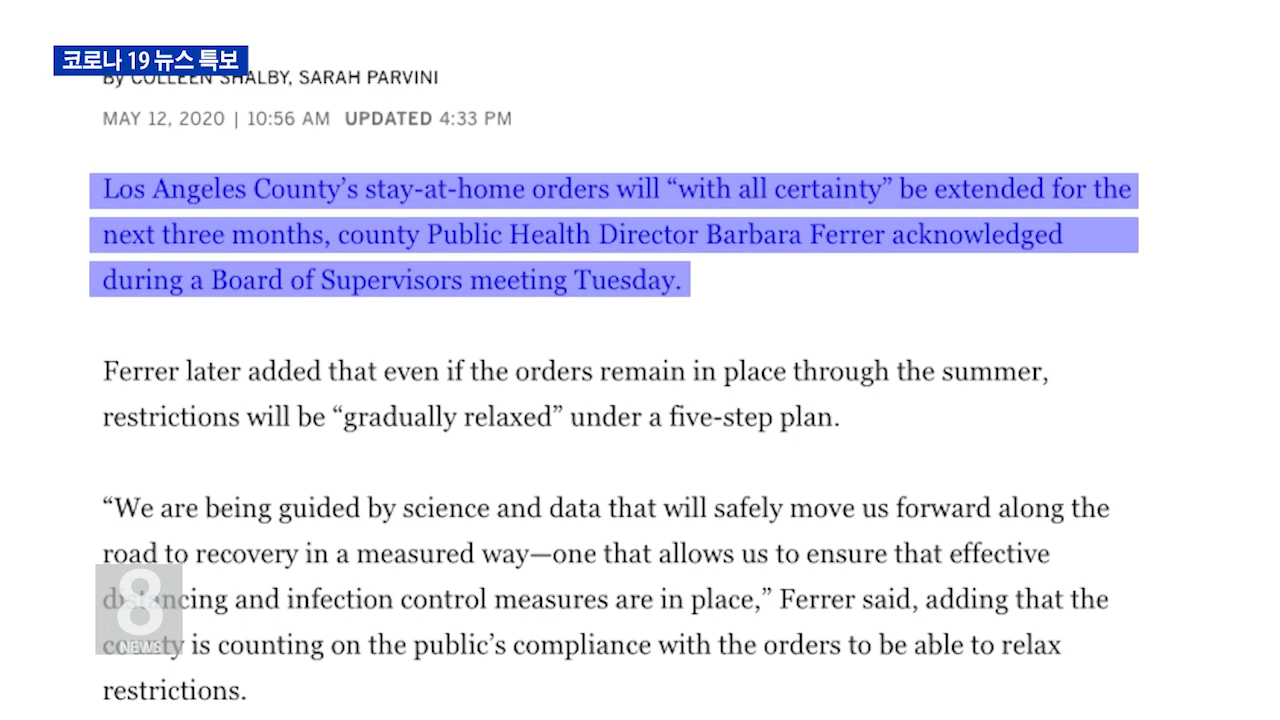 코로나 19 뉴스 특보
By COLLEEN SHALBY, SARAH PARVINI
MAY 12, 2020 | 10:56 AM UPDATED 4:33 PM
Los Angeles County’s stay-at-home orders will “with all certainty” be extended for the
next three months, county Public Health Director Barbara Ferrer acknowledged
during a Board of Supervisors meeting Tuesday.
Ferrer later added that even if the orders remain in place through the summer,
restrictions will be “gradually relaxed” under a five-step plan.
“We are being guided by science and data that will safely move us forward along the
road to recovery in a measured way—one that allows us to ensure that effective
distancing and infection control measures are in place,” Ferrer said, adding that the
county is counting on the public’s compliance with the orders to be able to relax
restrictions.
8
NEWS